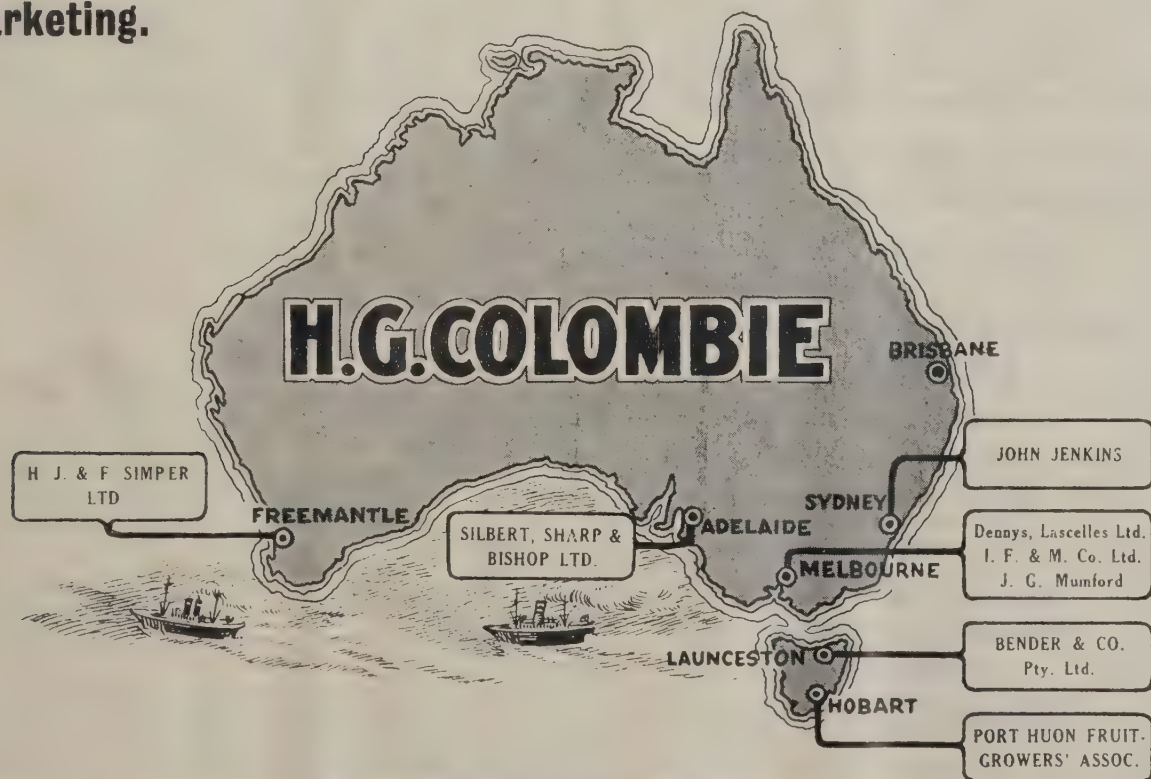 H.G.COLOMBIE
BRISBANE
JOHN JENKINS
H J. & F SIMPER
LTD
FREEMANTLE
SILBERT, SHARP &
BISHOP LTD.
ADELAIDE
SYDNEY
Dennys, Lascelles Ltd.
I. F. & M. Co. Ltd.
J. G. Mumford
MELBOURNE
LAUNCESTON
BENDER & CO.
Pty. Ltd.
HOBART
PORT HUON FRUIT-
GROWERS' ASSOC.